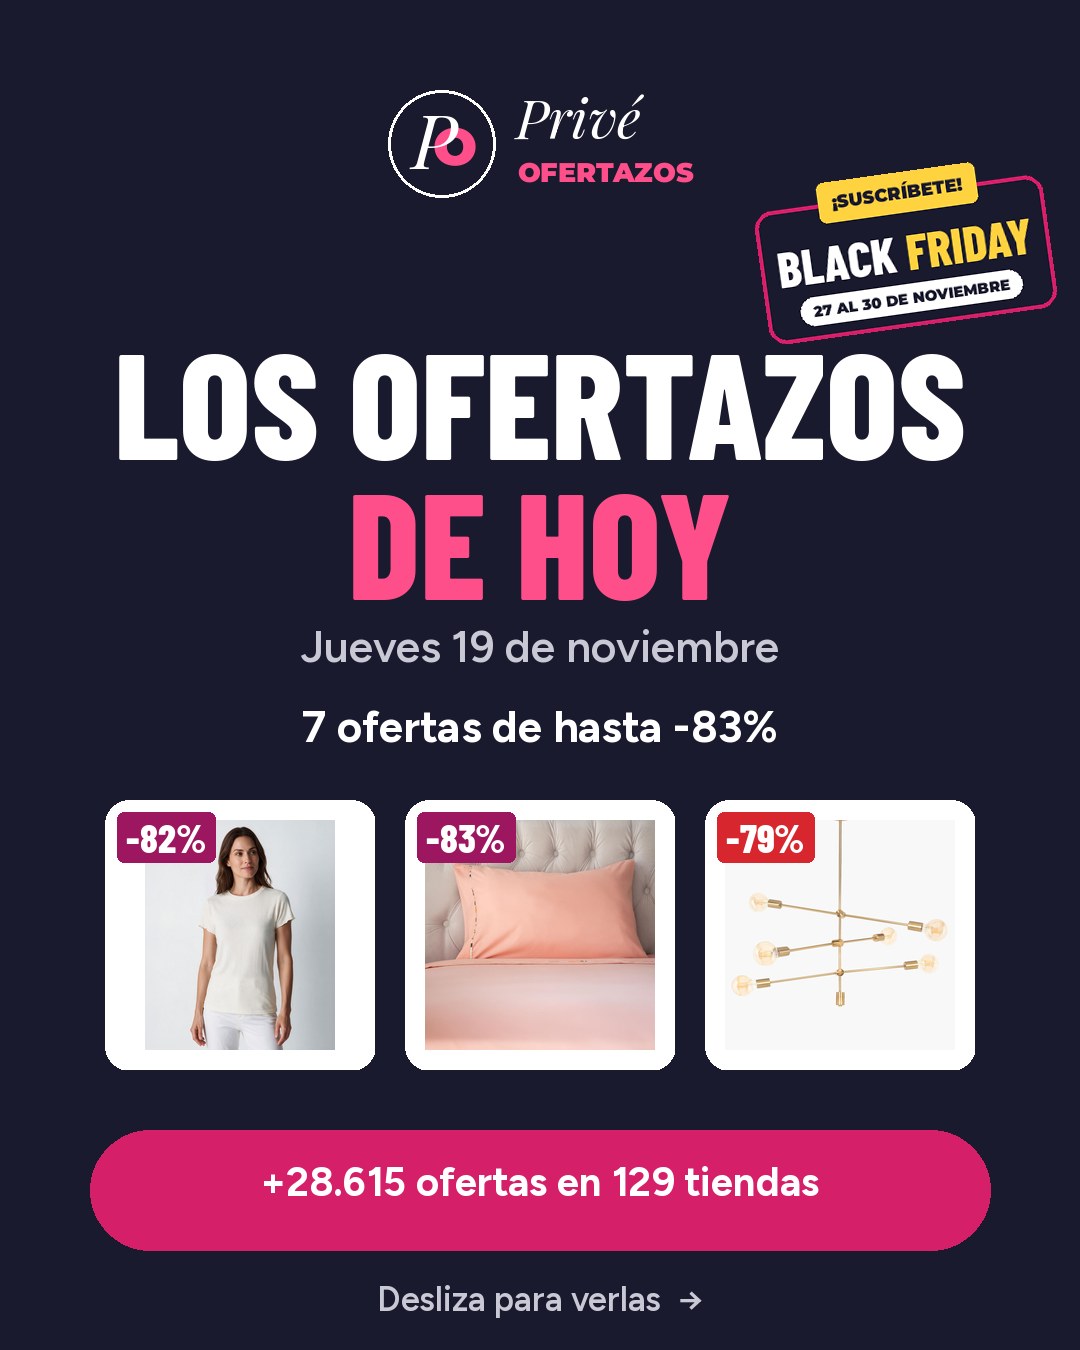 Po
Privé
OFERTAZOS
¡SUSCRÍBETE!
BLACK FRIDAY
27 AL 30 DE NOVIEMBRE
LOS OFERTAZOS
DE HOY
Jueves 19 de noviembre
7 ofertas de hasta -83%
-82%
-83%
-79%
+28.615 ofertas en 129 tiendas
Desliza para verlas →